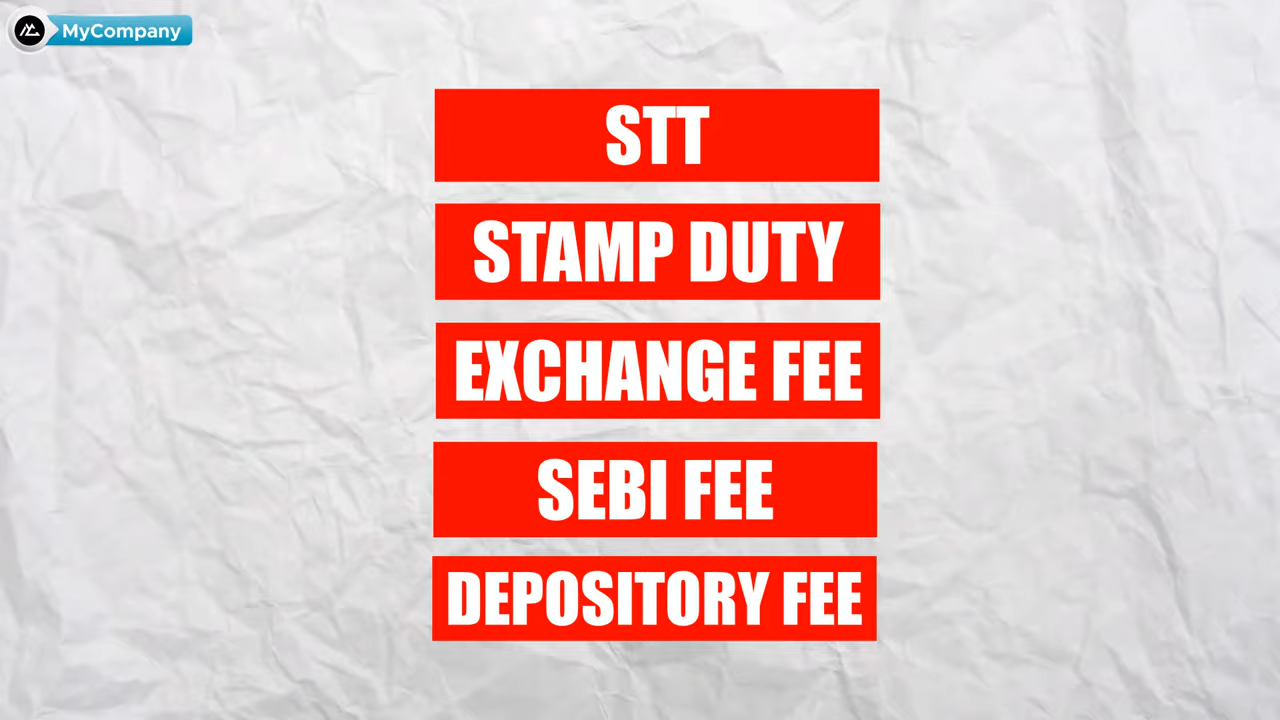 MyCompany
STT
STAMP DUTY
EXCHANGE FEE
SEBI FEE
DEPOSITORY FEE